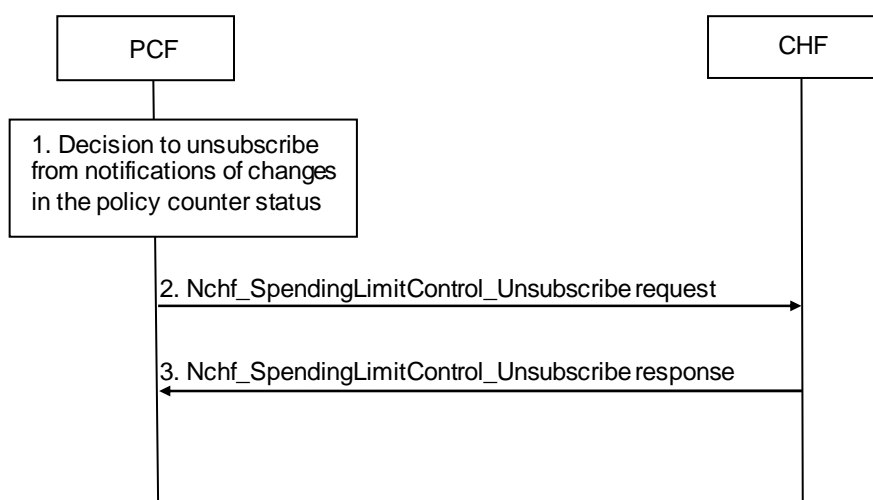 PCF
CHF
1. Decision to unsubscribe
from notifications of changes
in the policy counter status
2. Nchf_SpendingLimitControl_Unsubscribe request
3. Nchf_SpendingLimitControl_Unsubscribe response